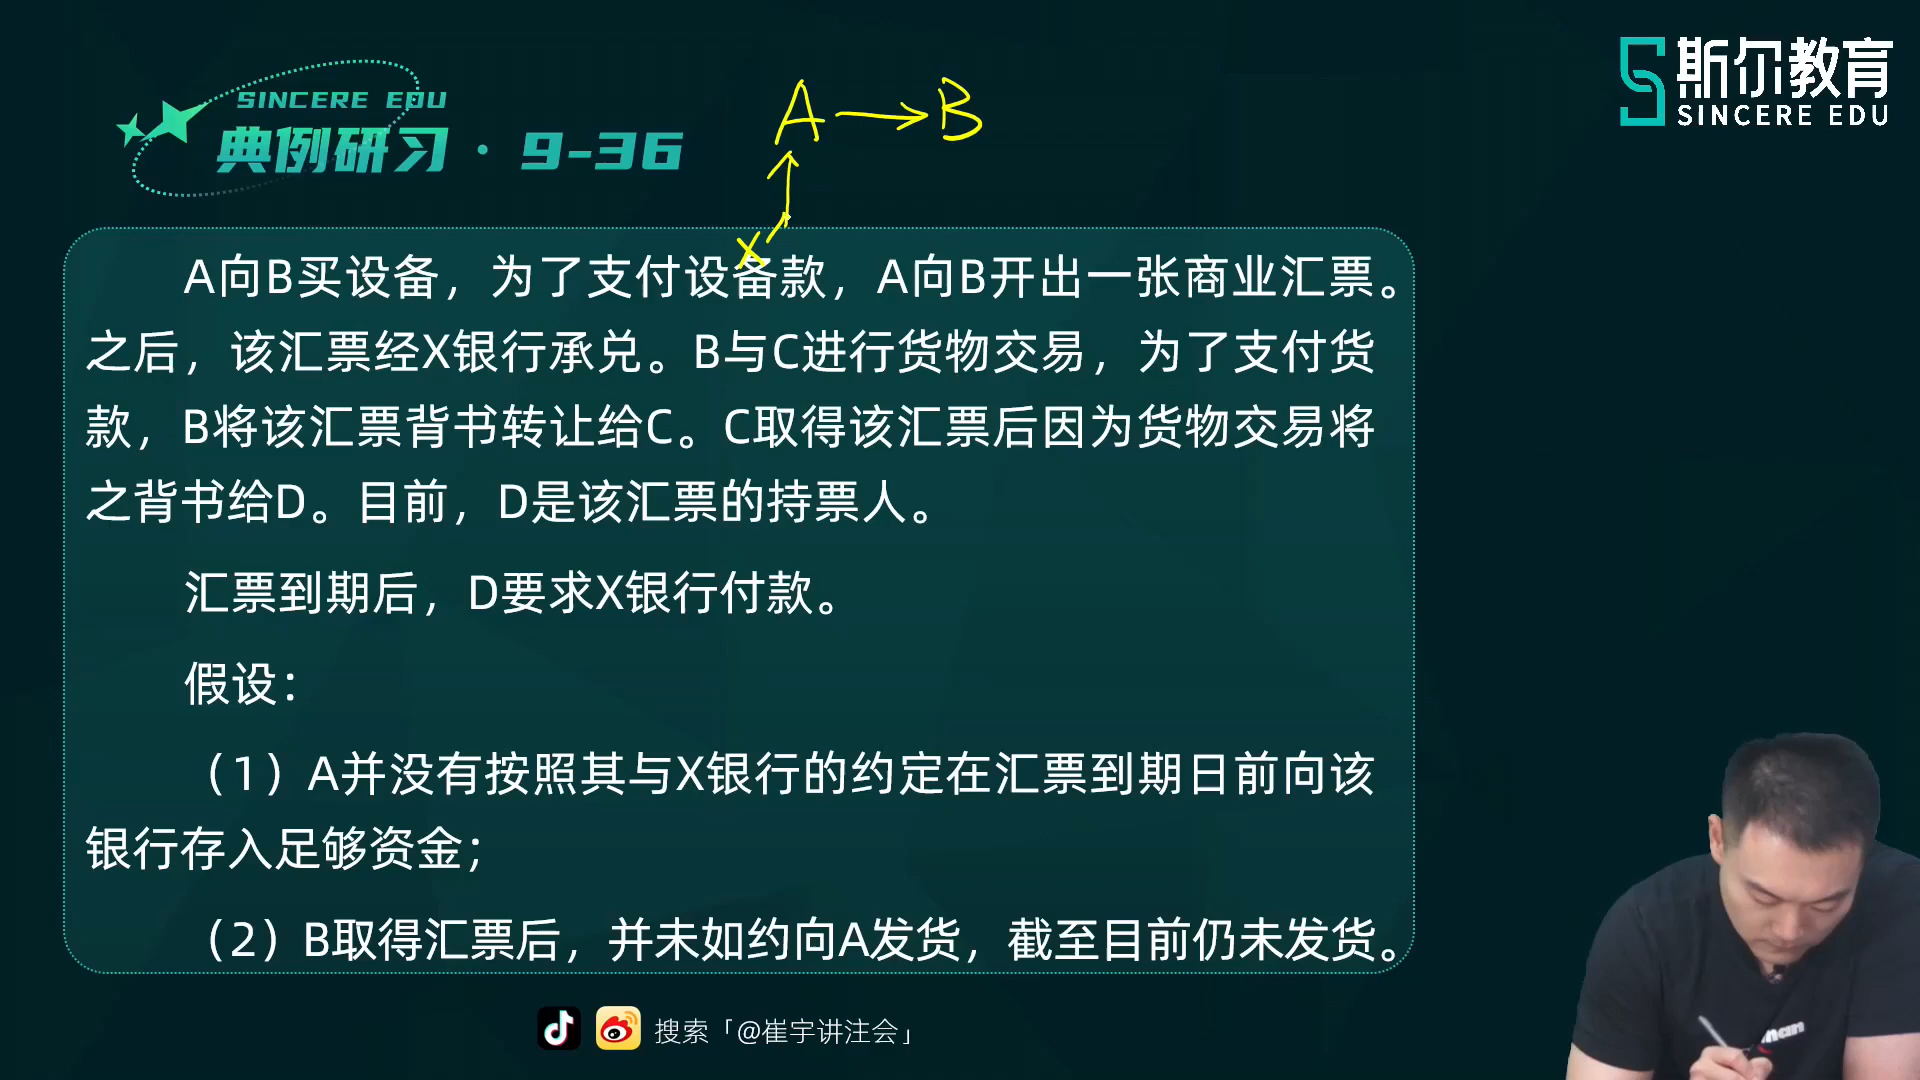 SINCERE EDU
典例研习·9-36
A→B
X
斯尔教育
SINCERE EDU
A向B买设备，为了支付设备款，A向B开出一张商业汇票。
之后，该汇票经X银行承兑。B与C进行货物交易，为了支付货
款，B将该汇票背书转让给C。C取得该汇票后因为货物交易将
之背书给D。目前，D是该汇票的持票人。
汇票到期后，D要求X银行付款。
假设：
（1）A并没有按照其与X银行的约定在汇票到期日前向该
银行存入足够资金；
（2）B取得汇票后，并未如约向A发货，截至目前仍未发货。
搜索「@崔宇讲注会」